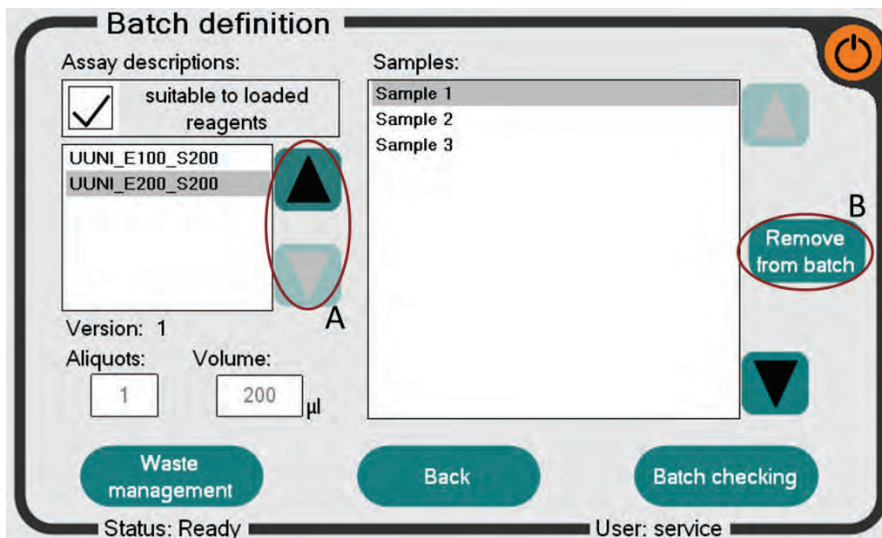 Batch definition
Assay descriptions:
suitable to loaded
reagents
UUNI_E100_S200
UUNI_E200_S200
A
Version: 1
Aliquots: Volume:
1 200 µl
Samples:
Sample 1
Sample 2
Sample 3
B
Remove
from batch
Waste
management
Back
Batch checking
Status: Ready
User: service